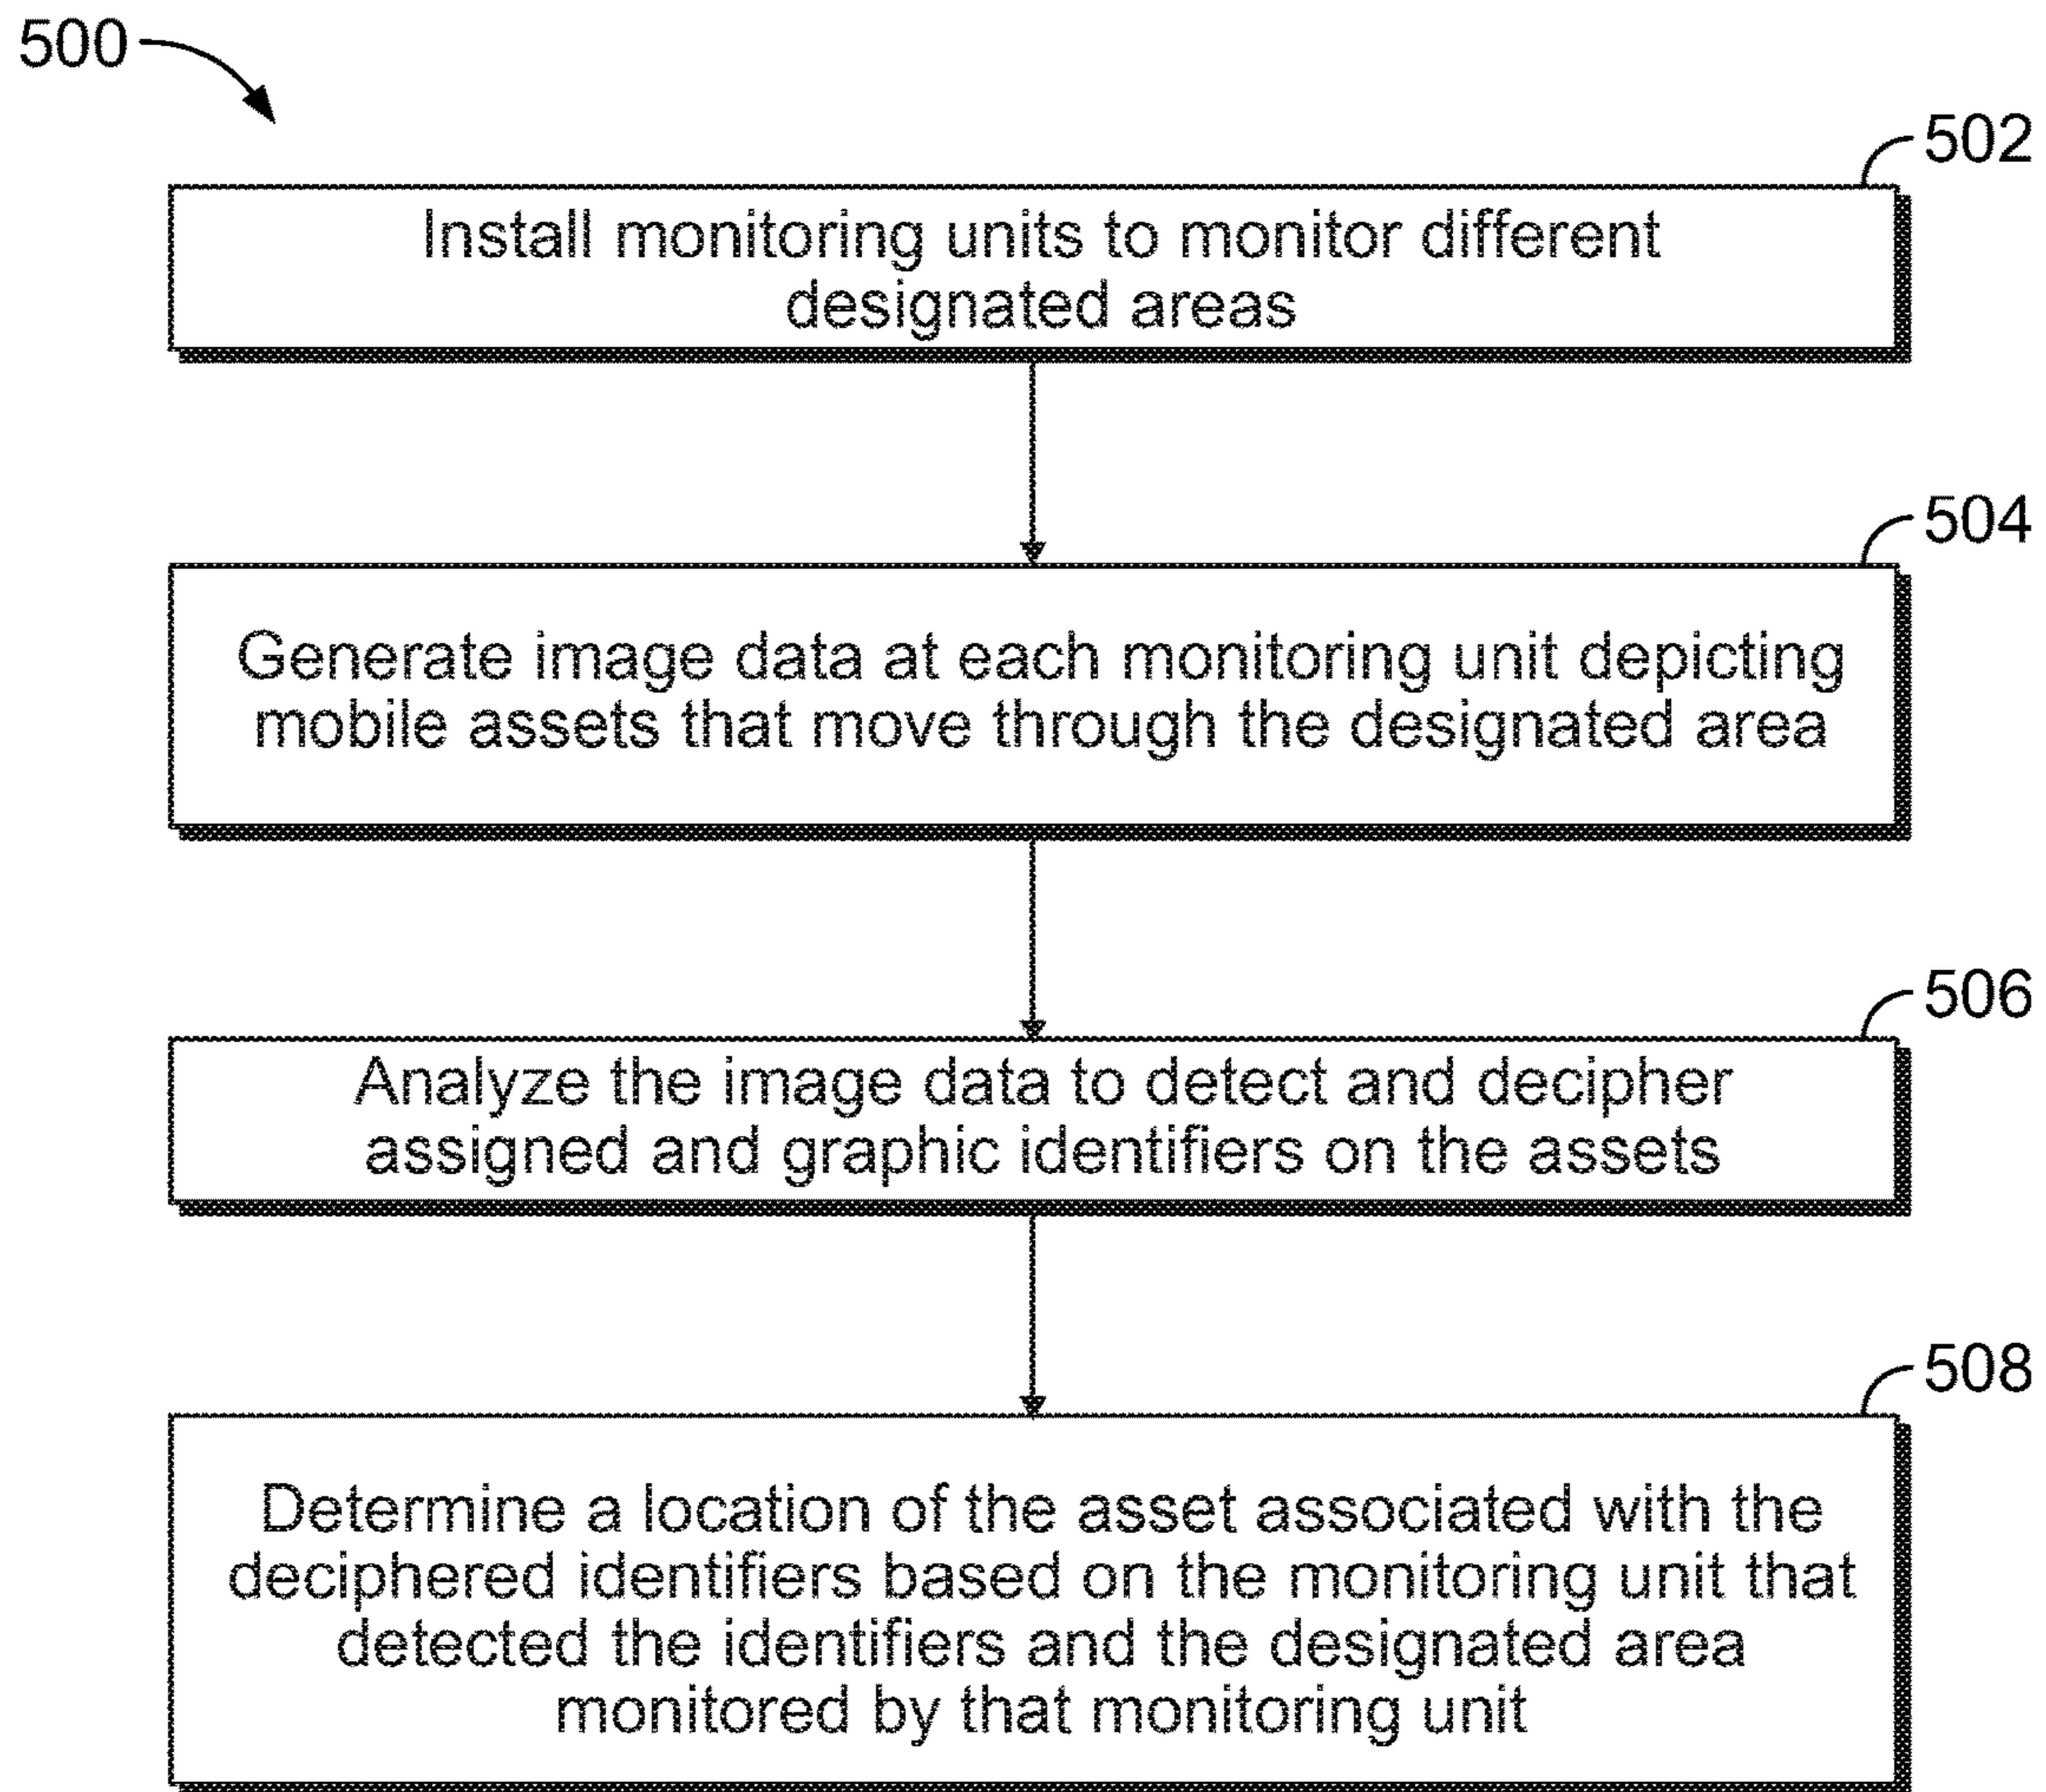 500
502
Install monitoring units to monitor different
designated areas
504
Generate image data at each monitoring unit depicting
mobile assets that move through the designated area
506
Analyze the image data to detect and decipher
assigned and graphic identifiers on the assets
508
Determine a location of the asset associated with the
deciphered identifiers based on the monitoring unit that
detected the identifiers and the designated area
monitored by that monitoring unit